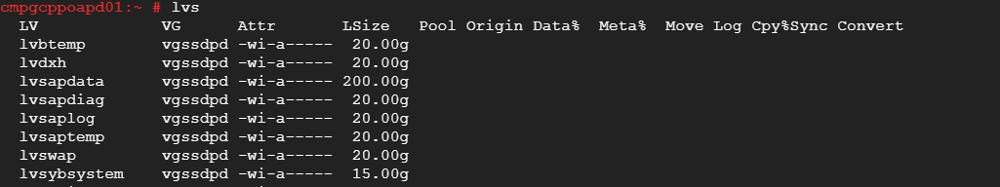 cmpgcppoapd01:~ # lvs
  LV          VG      Attr       LSize   Pool Origin Data%  Meta%  Move Log Cpy%Sync Convert
  lvbtemp     vgssdpd -wi-a-----  20.00g
  lvdxh       vgssdpd -wi-a-----  20.00g
  lvsapdata   vgssdpd -wi-a----- 200.00g
  lvsapdiag   vgssdpd -wi-a-----  20.00g
  lvsaplog    vgssdpd -wi-a-----  20.00g
  lvsaptemp   vgssdpd -wi-a-----  20.00g
  lvswap      vgssdpd -wi-a-----  20.00g
  lvsybsystem vgssdpd -wi-a-----  15.00g